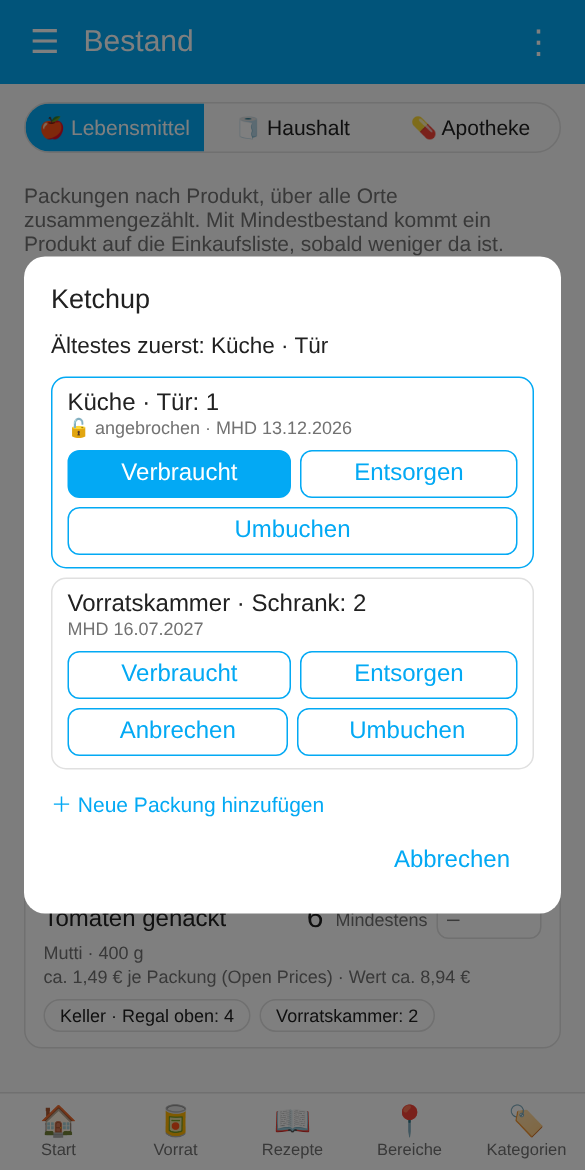 ☰ Bestand ⋮
🍎 Lebensmittel 🧻 Haushalt 💊 Apotheke
Packungen nach Produkt, über alle Orte
zusammengezählt. Mit Mindestbestand kommt ein
Produkt auf die Einkaufsliste, sobald weniger da ist.
Ketchup
Ältestes zuerst: Küche · Tür
Küche · Tür: 1
🔓 angebrochen · MHD 13.12.2026
Verbraucht Entsorgen
Umbuchen
Vorratskammer · Schrank: 2
MHD 16.07.2027
Verbraucht Entsorgen
Anbrechen Umbuchen
+ Neue Packung hinzufügen
Abbrechen
Tomaten gehackt 6 Mindestens –
Mutti · 400 g
ca. 1,49 € je Packung (Open Prices) · Wert ca. 8,94 €
Keller · Regal oben: 4 Vorratskammer: 2
Start Vorrat Rezepte Bereiche Kategorien